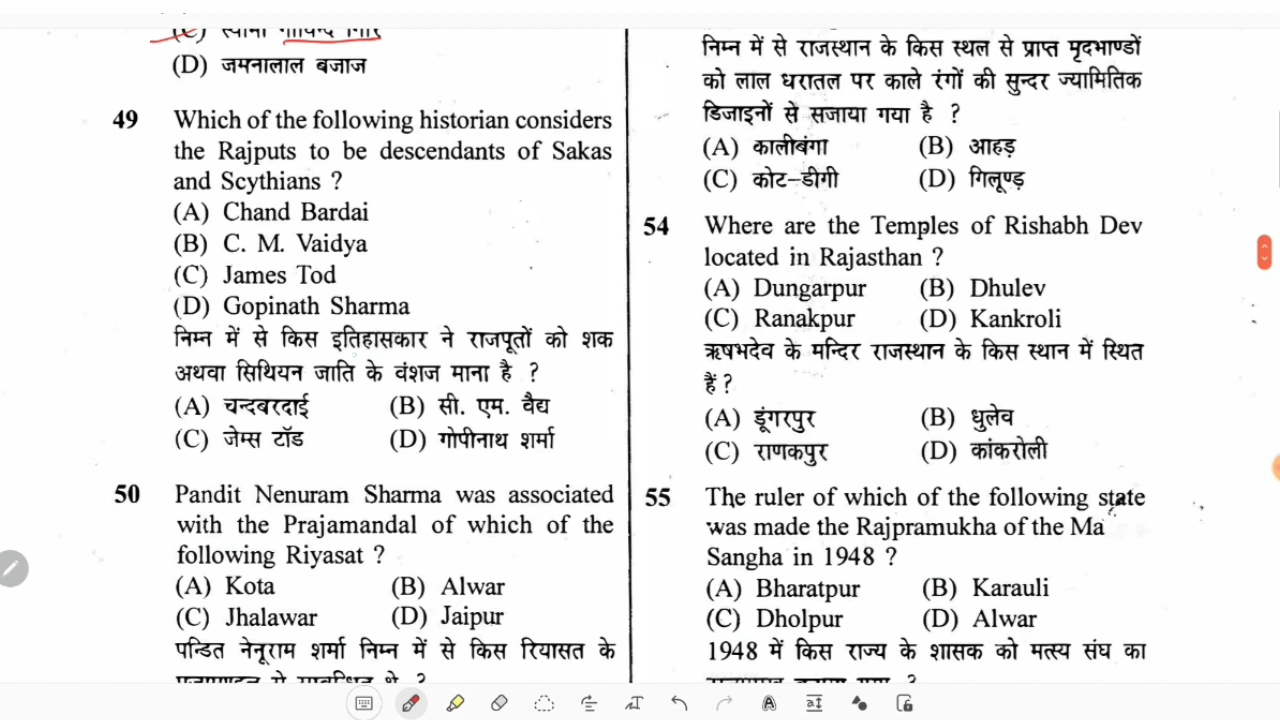 (C) स्वामी गोविन्द गिरि
(D) जमनालाल बजाज
49 Which of the following historian considers
the Rajputs to be descendants of Sakas
and Scythians ?
(A) Chand Bardai
(B) C. M. Vaidya
(C) James Tod
(D) Gopinath Sharma
निम्न में से किस इतिहासकार ने राजपूतों को शक
अथवा सिथियन जाति के वंशज माना है ?
(A) चन्दबरदाई (B) सी. एम. वैद्य
(C) जेम्स टॉड (D) गोपीनाथ शर्मा
50 Pandit Nenuram Sharma was associated
with the Prajamandal of which of the
following Riyasat ?
(A) Kota (B) Alwar
(C) Jhalawar (D) Jaipur
पन्डित नेनूराम शर्मा निम्न में से किस रियासत के
निम्न में से राजस्थान के किस स्थल से प्राप्त मृदभाण्डों
को लाल धरातल पर काले रंगों की सुन्दर ज्यामितिक
डिजाइनों से सजाया गया है ?
(A) कालीबंगा (B) आहड़
(C) कोट-डीगी (D) गिलूण्ड़
54 Where are the Temples of Rishabh Dev
located in Rajasthan ?
(A) Dungarpur (B) Dhulev
(C) Ranakpur (D) Kankroli
ऋषभदेव के मन्दिर राजस्थान के किस स्थान में स्थित
हैं ?
(A) डूंगरपुर (B) धुलेव
(C) राणकपुर (D) कांकरोली
55 The ruler of which of the following state
was made the Rajpramukha of the Ma
Sangha in 1948 ?
(A) Bharatpur (B) Karauli
(C) Dholpur (D) Alwar
1948 में किस राज्य के शासक को मत्स्य संघ का